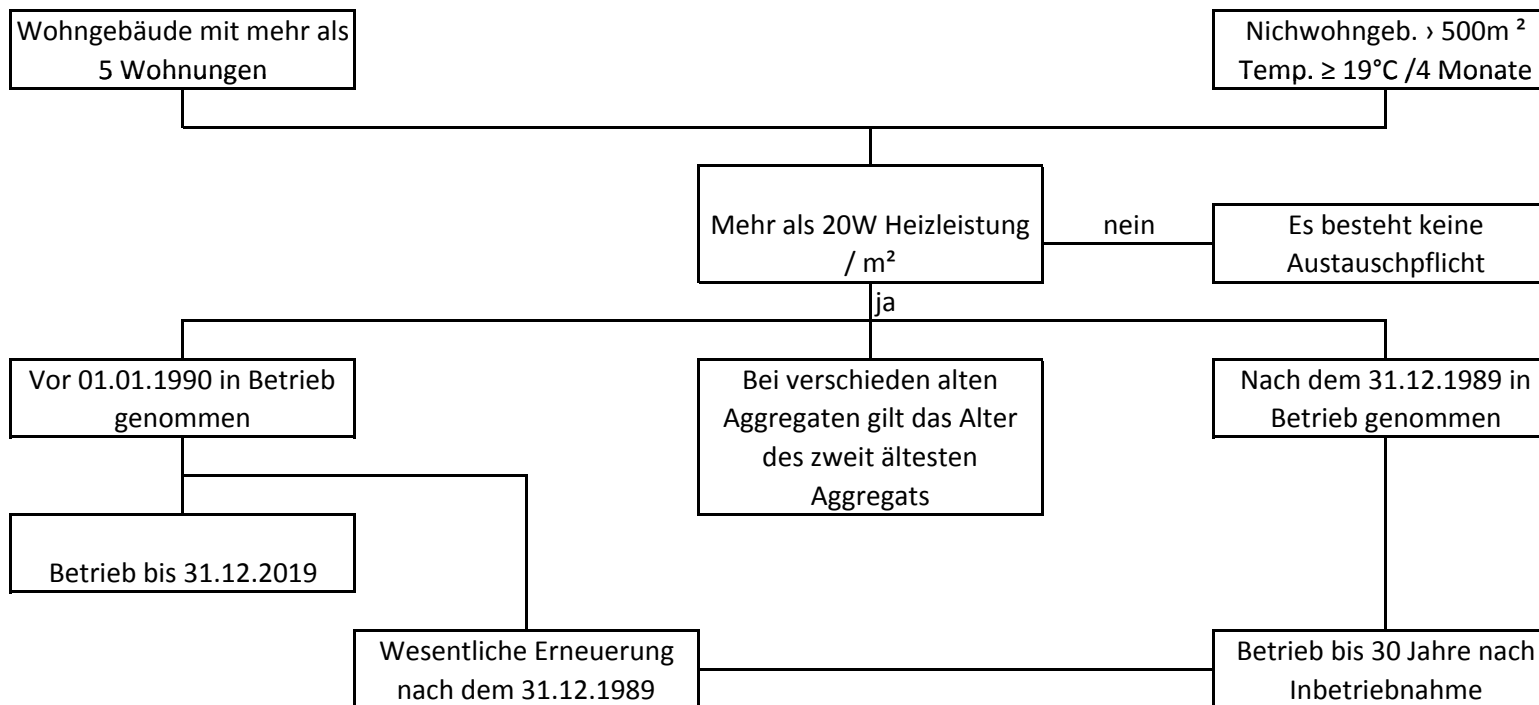 Wohngebäude mit mehr als
5 Wohnungen
Nichwohngeb. › 500m ²
Temp. ≥ 19°C /4 Monate
Mehr als 20W Heizleistung
/ m²
nein
Es besteht keine
Austauschpflicht
ja
Vor 01.01.1990 in Betrieb
genommen
Bei verschieden alten
Aggregaten gilt das Alter
des zweit ältesten
Aggregats
Nach dem 31.12.1989 in
Betrieb genommen
Betrieb bis 31.12.2019
Wesentliche Erneuerung
nach dem 31.12.1989
Betrieb bis 30 Jahre nach
Inbetriebnahme